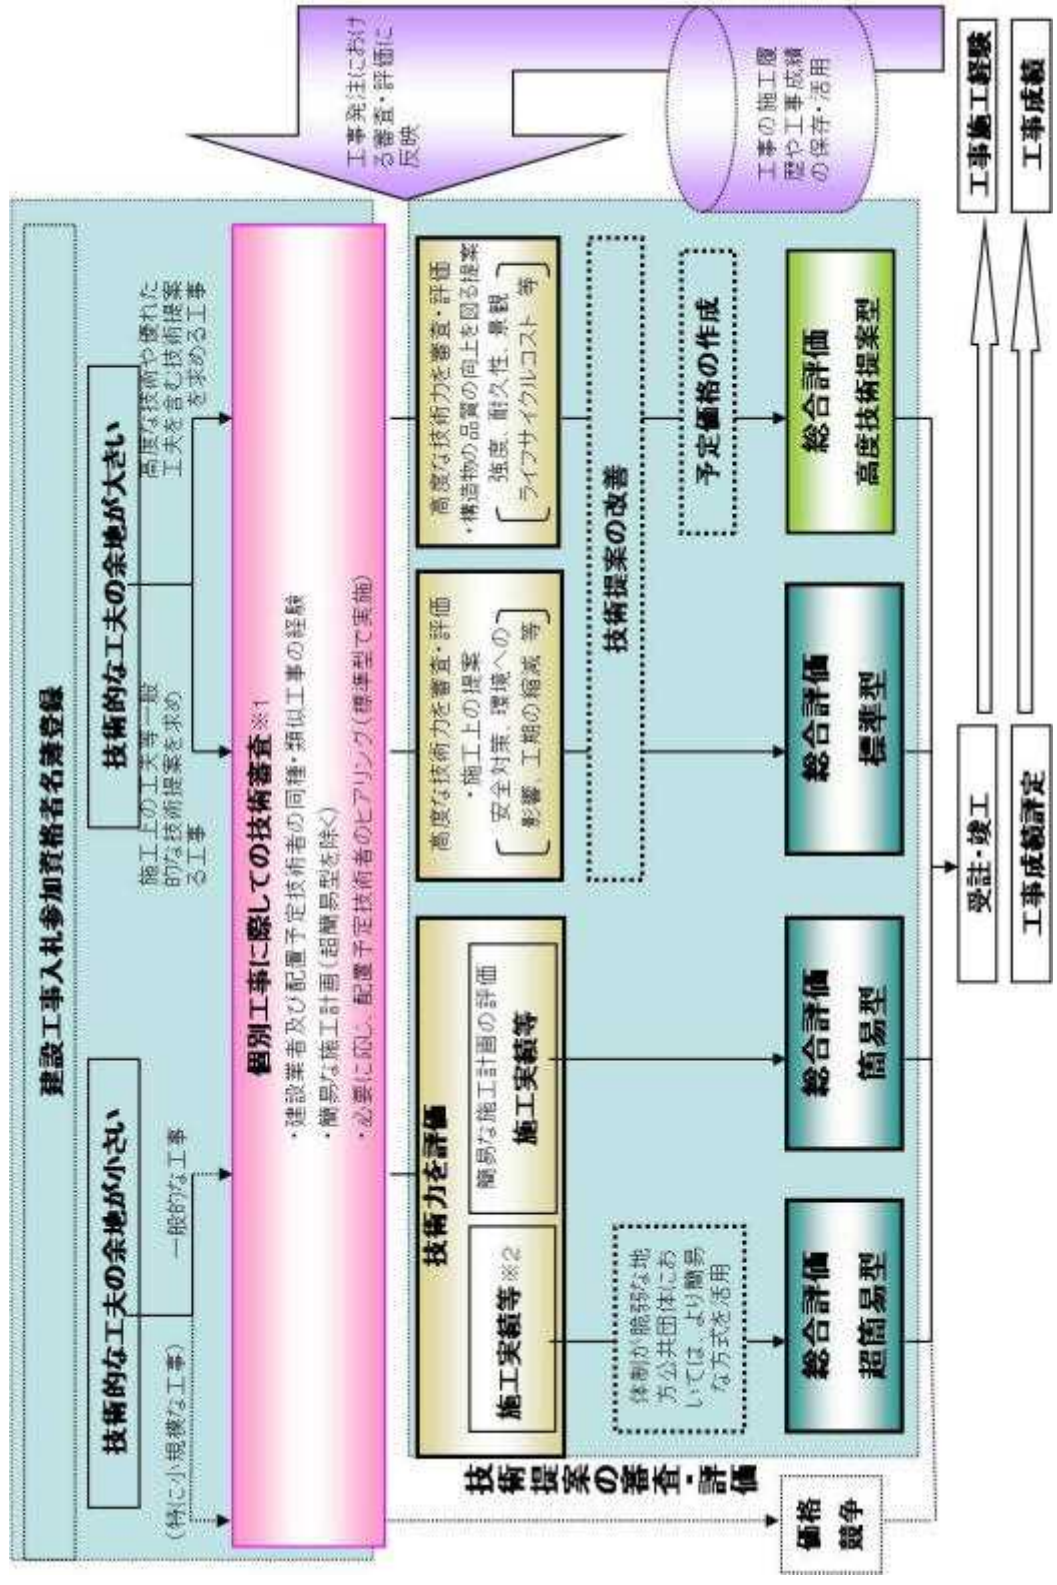 建設工事入札参加資格者名簿登録
技術的な工夫の余地が小さい
技術的な工夫の余地が大きい
(特に小規模な工事)
一般的な工事
施工上の工夫等一般
的な技術提案を求め
る工事
高度な技術や優れた
工夫を含む技術提案
を求める工事
個別工事に際しての技術審査※1
・建設業者及び配置予定技術者の同種・類似工事の経験
・簡易な施工計画(超簡易型を除く)
・必要に応じ、配置予定技術者のヒアリング(標準型で実施)
工事発注におけ
る審査・評価に
反映
技術提案の審査・評価
技術力を評価
施工実績等※2
簡易な施工計画の評価
施工実績等
高度な技術力を審査・評価
・施工上の提案
安全対策 環境への
影響、工期の縮減 等
高度な技術力を審査・評価
・構造物の品質の向上を図る提案
強度、耐久性、景観
ライフサイクルコスト 等
技術提案の改善
体制が脆弱な地
方公共団体にお
いては、より簡易
な方式を活用
予定価格の作成
工事の施工履
歴や工事成績
の保存・活用
価格
競争
総合評価
超簡易型
総合評価
簡易型
総合評価
標準型
総合評価
高度技術提案型
受註・竣工
工事施工経験
工事成績評定
工事成績